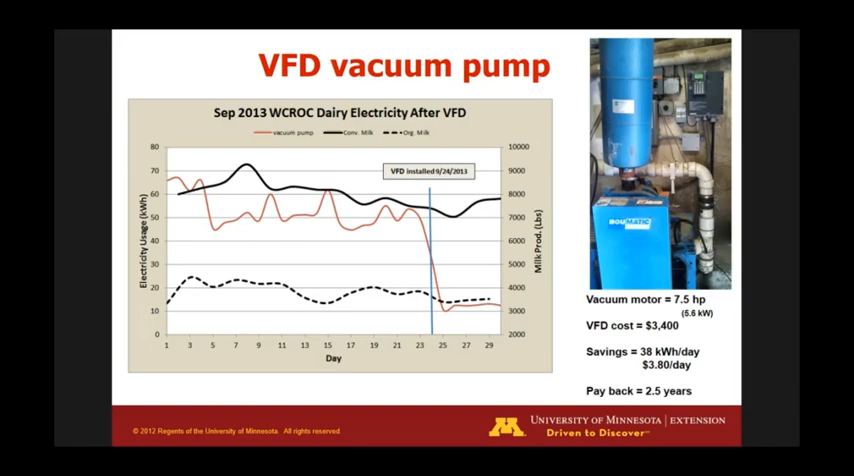 VFD vacuum pump
Sep 2013 WCROC Dairy Electricity After VFD
vacuum pump Conv. Milk Org. Milk
VFD installed 9/24/2013
Electricity Usage (kWh)
80
70
60
50
40
30
20
10
0
10000
9000
8000
7000
6000
5000
4000
3000
2000
Milk Prod. (Lbs)
1 3 5 7 9 11 13 15 17 19 21 23 25 27 29
Day
BOUMATIC
Vacuum motor = 7.5 hp
(5.6 kW)
VFD cost = $3,400
Savings = 38 kWh/day
$3.80/day
Pay back = 2.5 years
© 2012 Regents of the University of Minnesota. All rights reserved.
UNIVERSITY OF MINNESOTA | EXTENSION
Driven to Discover℠